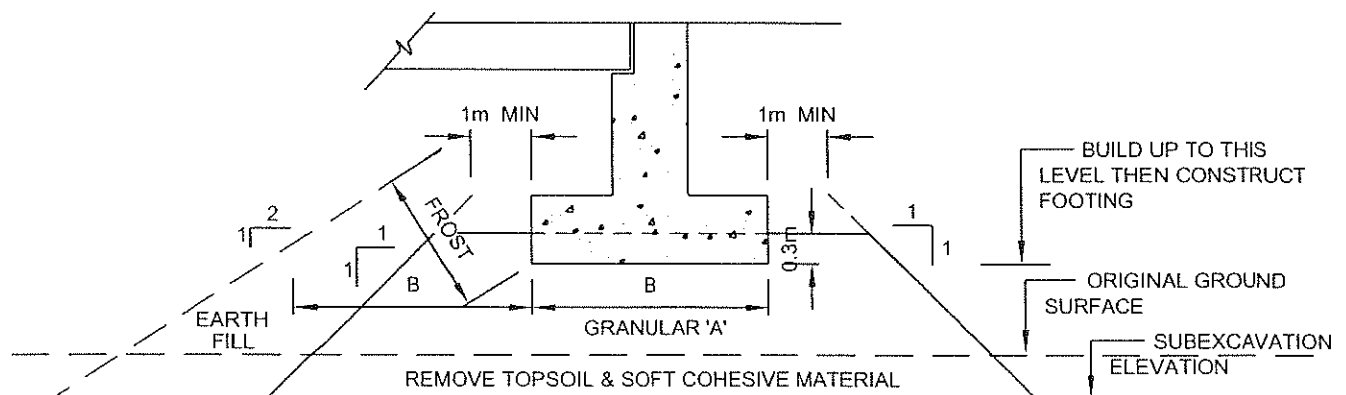 1m MIN
1m MIN
BUILD UP TO THIS
LEVEL THEN CONSTRUCT
FOOTING
2
1
FROST
1
1
0.3m
1
1
B
B
ORIGINAL GROUND
SURFACE
EARTH
FILL
GRANULAR 'A'
SUBEXCAVATION
ELEVATION
REMOVE TOPSOIL & SOFT COHESIVE MATERIAL